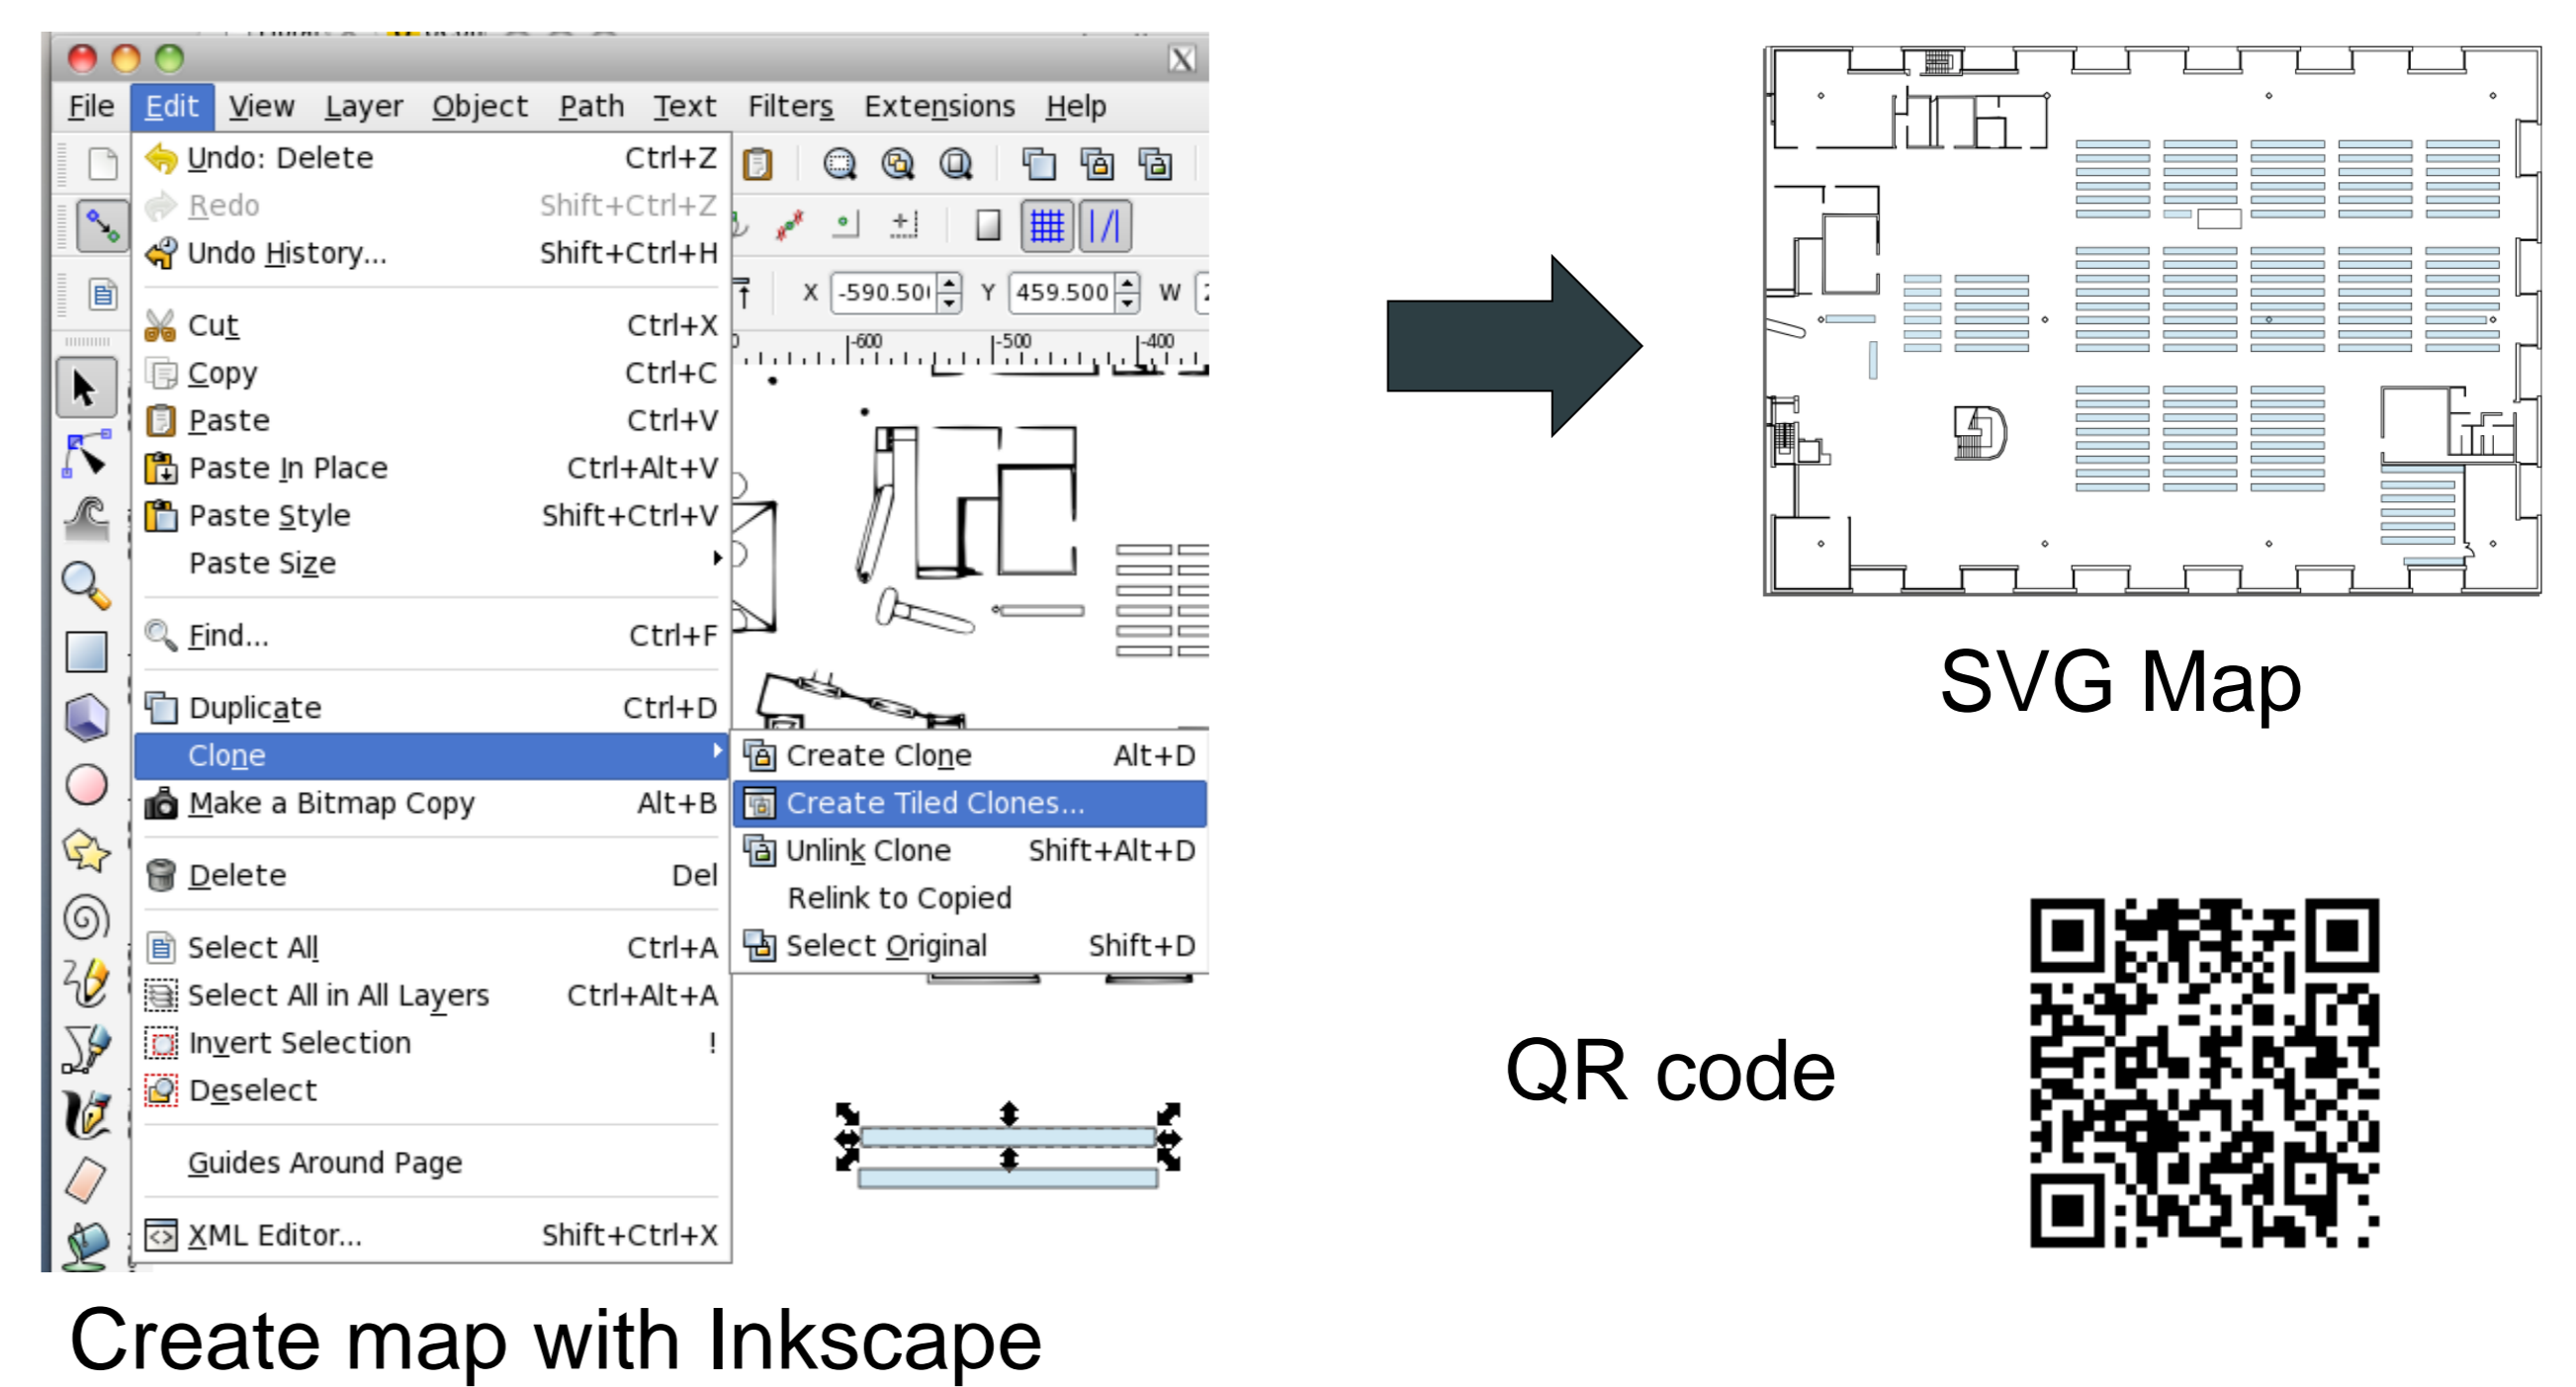 File Edit View Layer Object Path Text Filters Extensions Help
Undo: Delete Ctrl+Z
Redo Shift+Ctrl+Z
Undo History... Shift+Ctrl+H
X -590.50 Y 459.500 W
Cut Ctrl+X
-600 -500 -400
Copy Ctrl+C
Paste Ctrl+V
Paste In Place Ctrl+Alt+V
Paste Style Shift+Ctrl+V
Paste Size
Find... Ctrl+F
Duplicate Ctrl+D
Clone
Make a Bitmap Copy Alt+B
Delete Del
Select All Ctrl+A
Select All in All Layers Ctrl+Alt+A
Invert Selection !
Deselect
Guides Around Page
XML Editor... Shift+Ctrl+X
Create Clone Alt+D
Create Tiled Clones...
Unlink Clone Shift+Alt+D
Relink to Copied
Select Original Shift+D
Create map with Inkscape
SVG Map
QR code